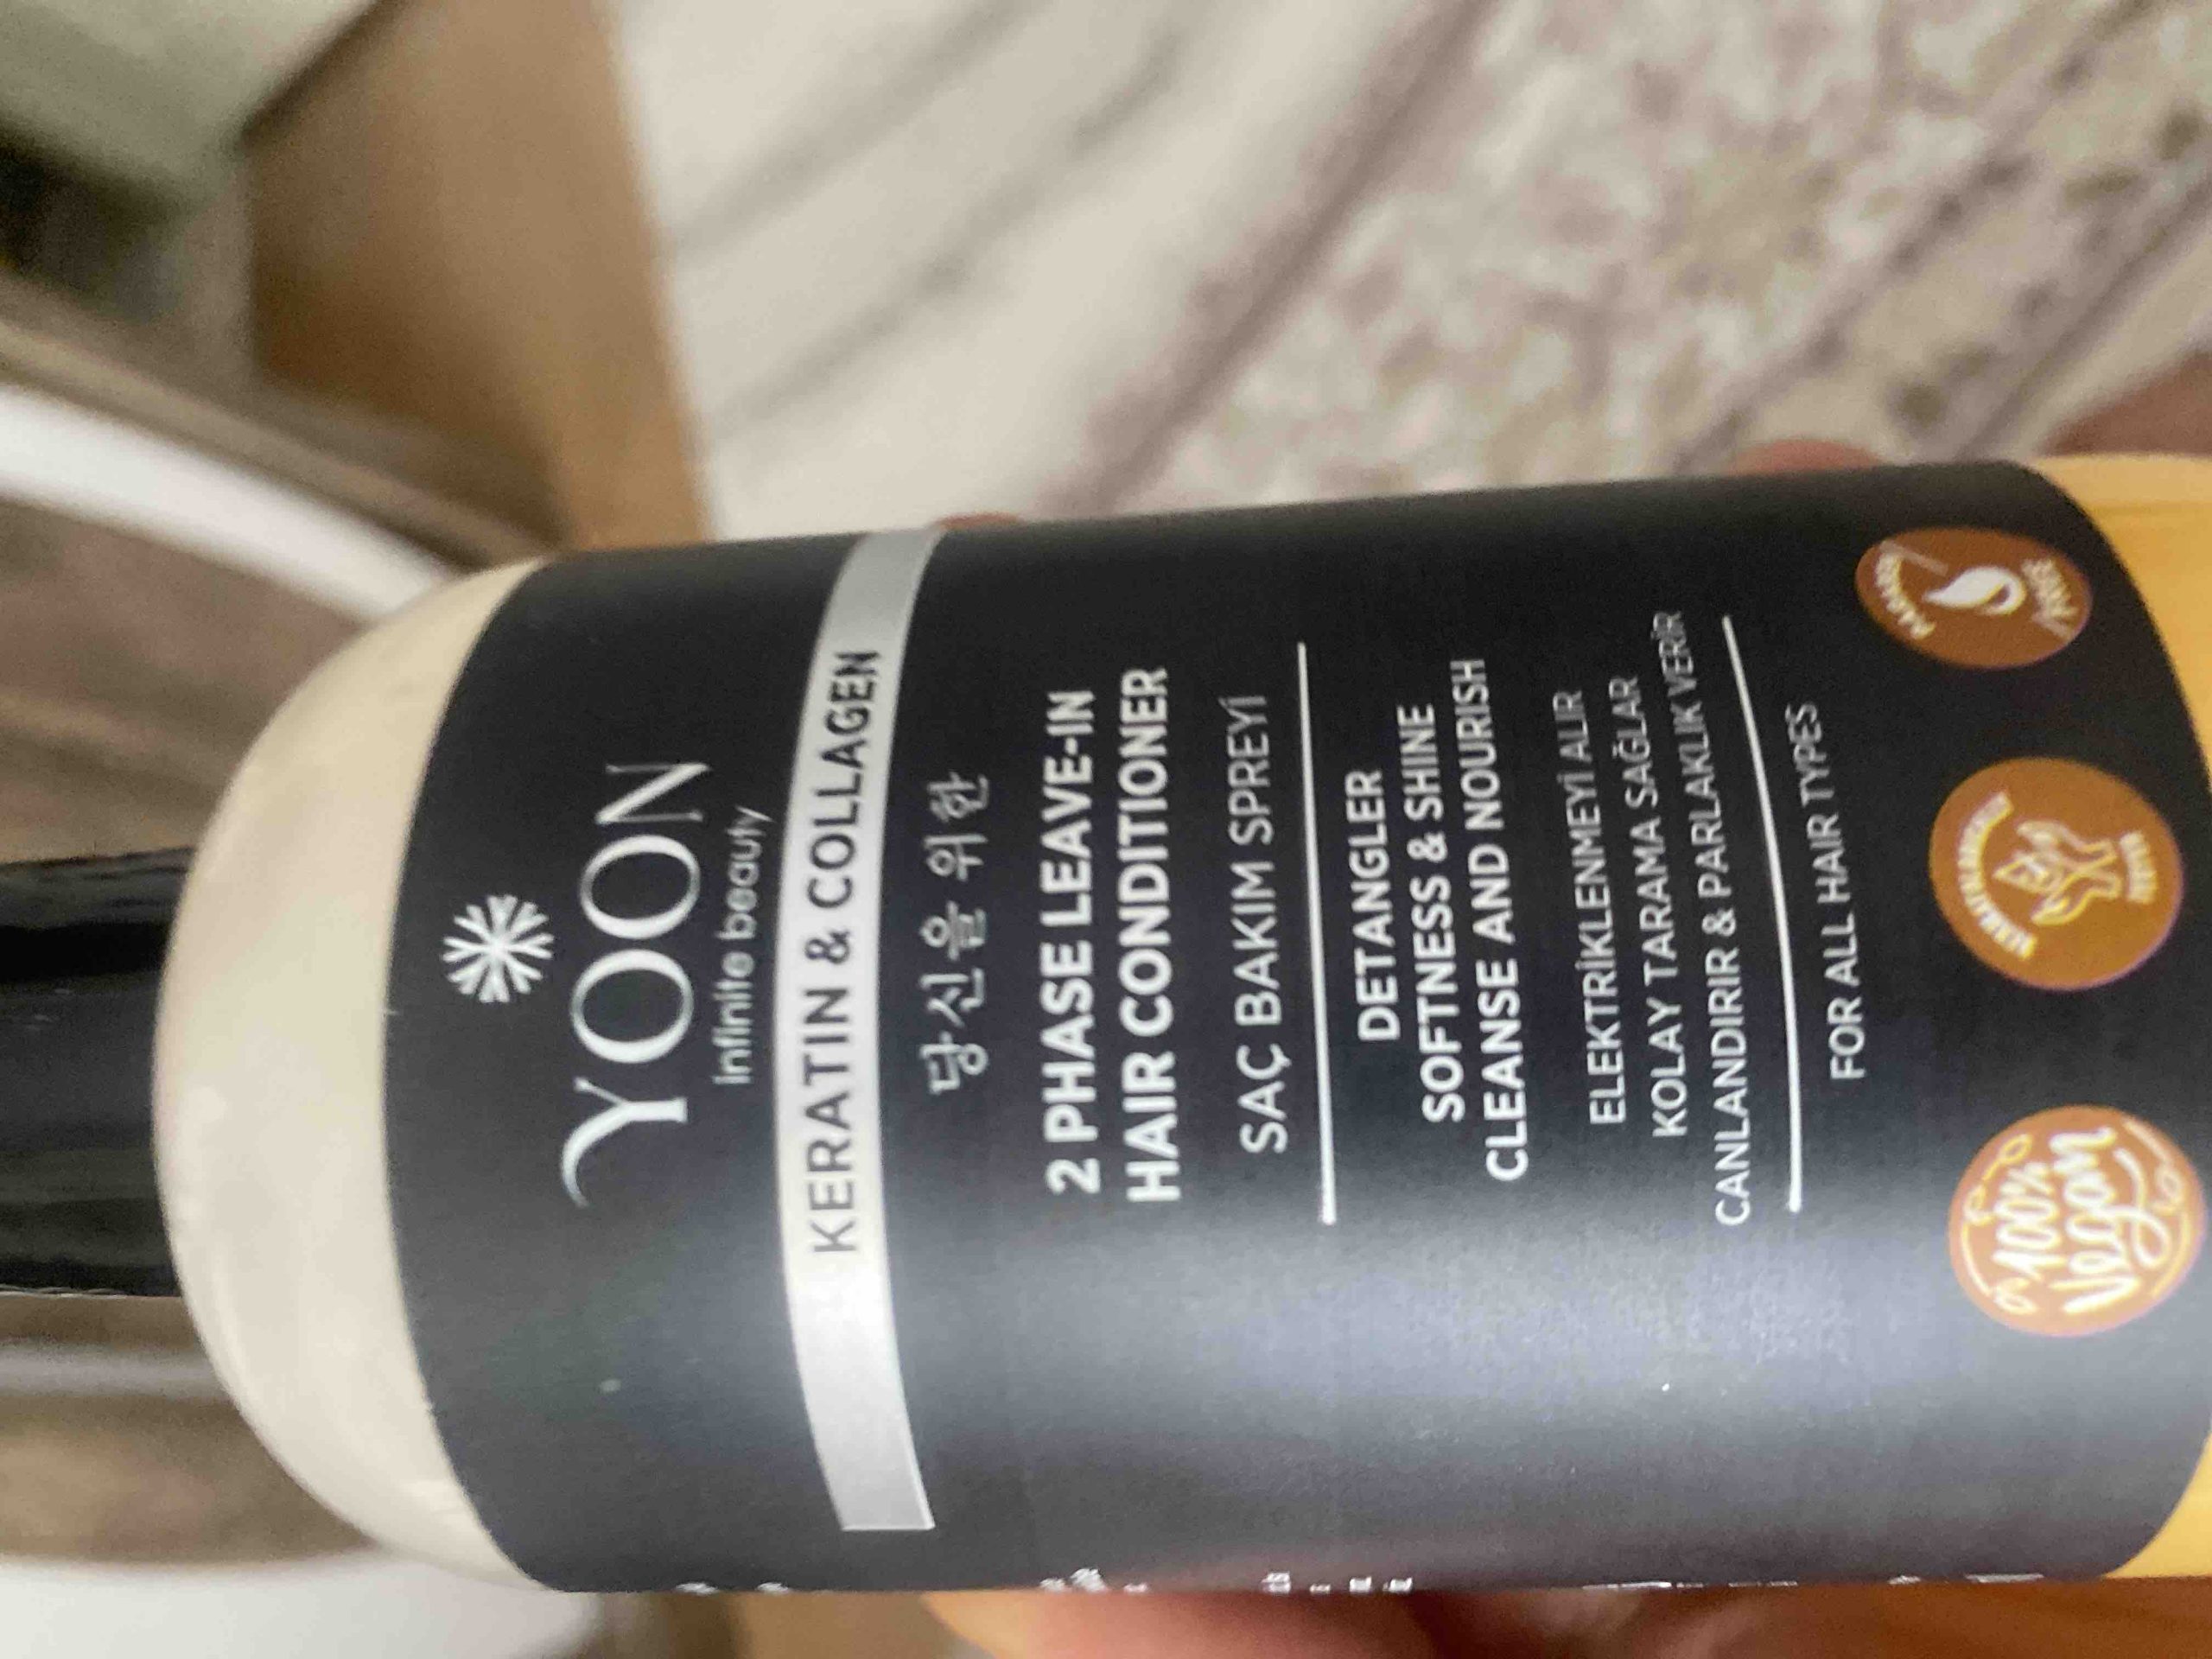 YOON
infinite beauty
KERATIN & COLLAGEN
당신을 위한
2 PHASE LEAVE-IN
HAIR CONDITIONER
SAÇ BAKIM SPREYİ
DETANGLER
SOFTNESS & SHINE
CLEANSE AND NOURISH
ELEKTRİKLENMEYİ ALIR
KOLAY TARAMA SAĞLAR
CANLANDIRIR & PARLAKLIK VERİR
FOR ALL HAIR TYPES
100%
Vegan